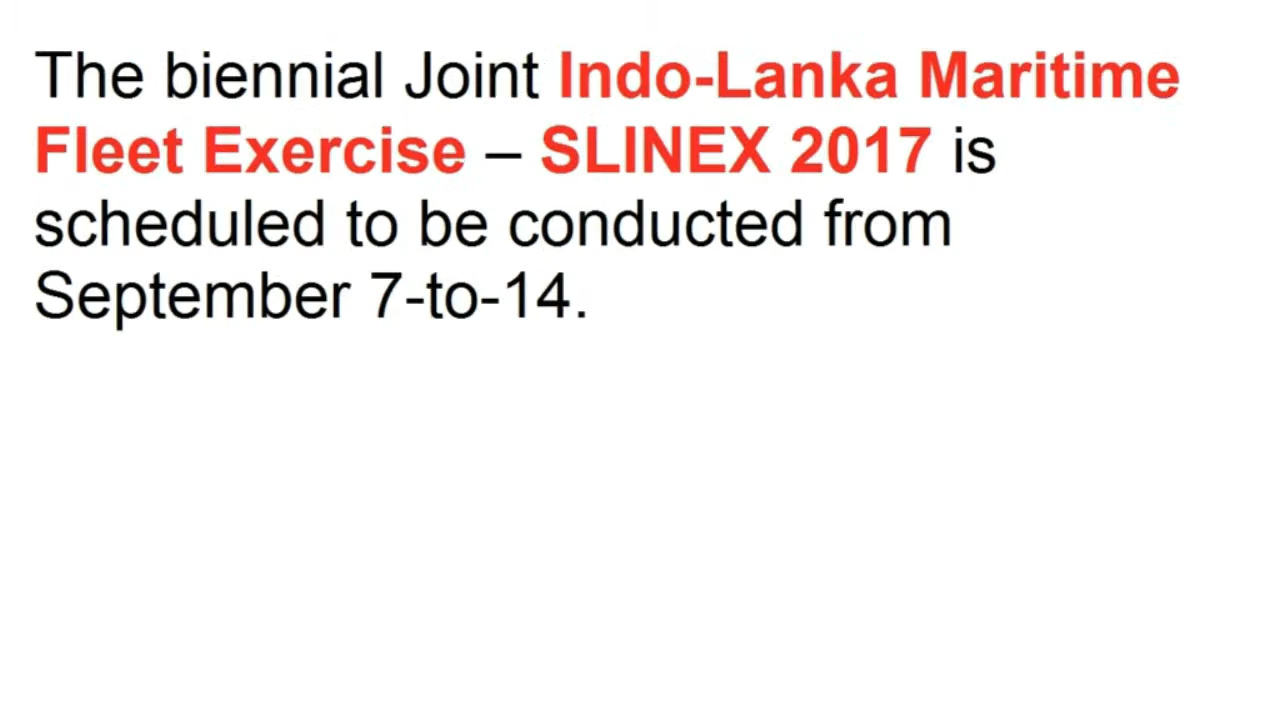 The biennial Joint Indo-Lanka Maritime
Fleet Exercise – SLINEX 2017 is
scheduled to be conducted from
September 7-to-14.